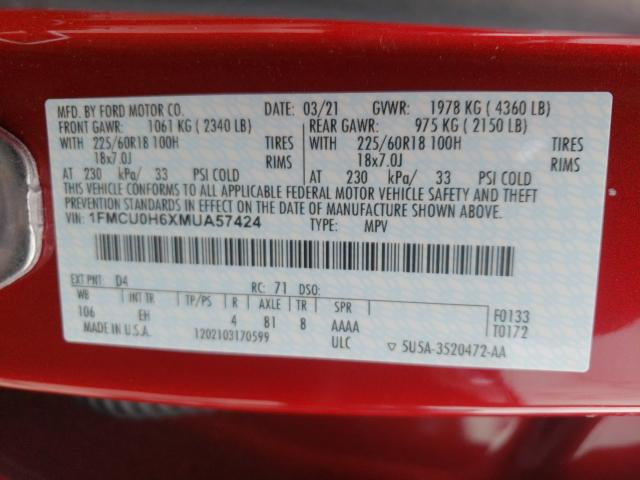 MFD. BY FORD MOTOR CO. DATE: 03/21 GVWR: 1978 KG ( 4360 LB)
FRONT GAWR: 1061 KG ( 2340 LB) REAR GAWR: 975 KG ( 2150 LB)
WITH 225/60R18 100H TIRES WITH 225/60R18 100H TIRES
18x7.0J RIMS 18x7.0J RIMS
AT 230 kPa/ 33 PSI COLD AT 230 kPa/ 33 PSI COLD
THIS VEHICLE CONFORMS TO ALL APPLICABLE FEDERAL MOTOR VEHICLE SAFETY AND THEFT
PREVENTION STANDARDS IN EFFECT ON THE DATE OF MANUFACTURE SHOWN ABOVE.
VIN: 1FMCU0H6XMUA57424 TYPE: MPV
EXT PNT: D4 RC: 71 DSO:
WB INT TR TP/PS R AXLE TR SPR
106 EH 4 81 8 AAAA F0133
MADE IN U.S.A. 1202103170599 ULC T0172
▽ 5U5A-3520472-AA